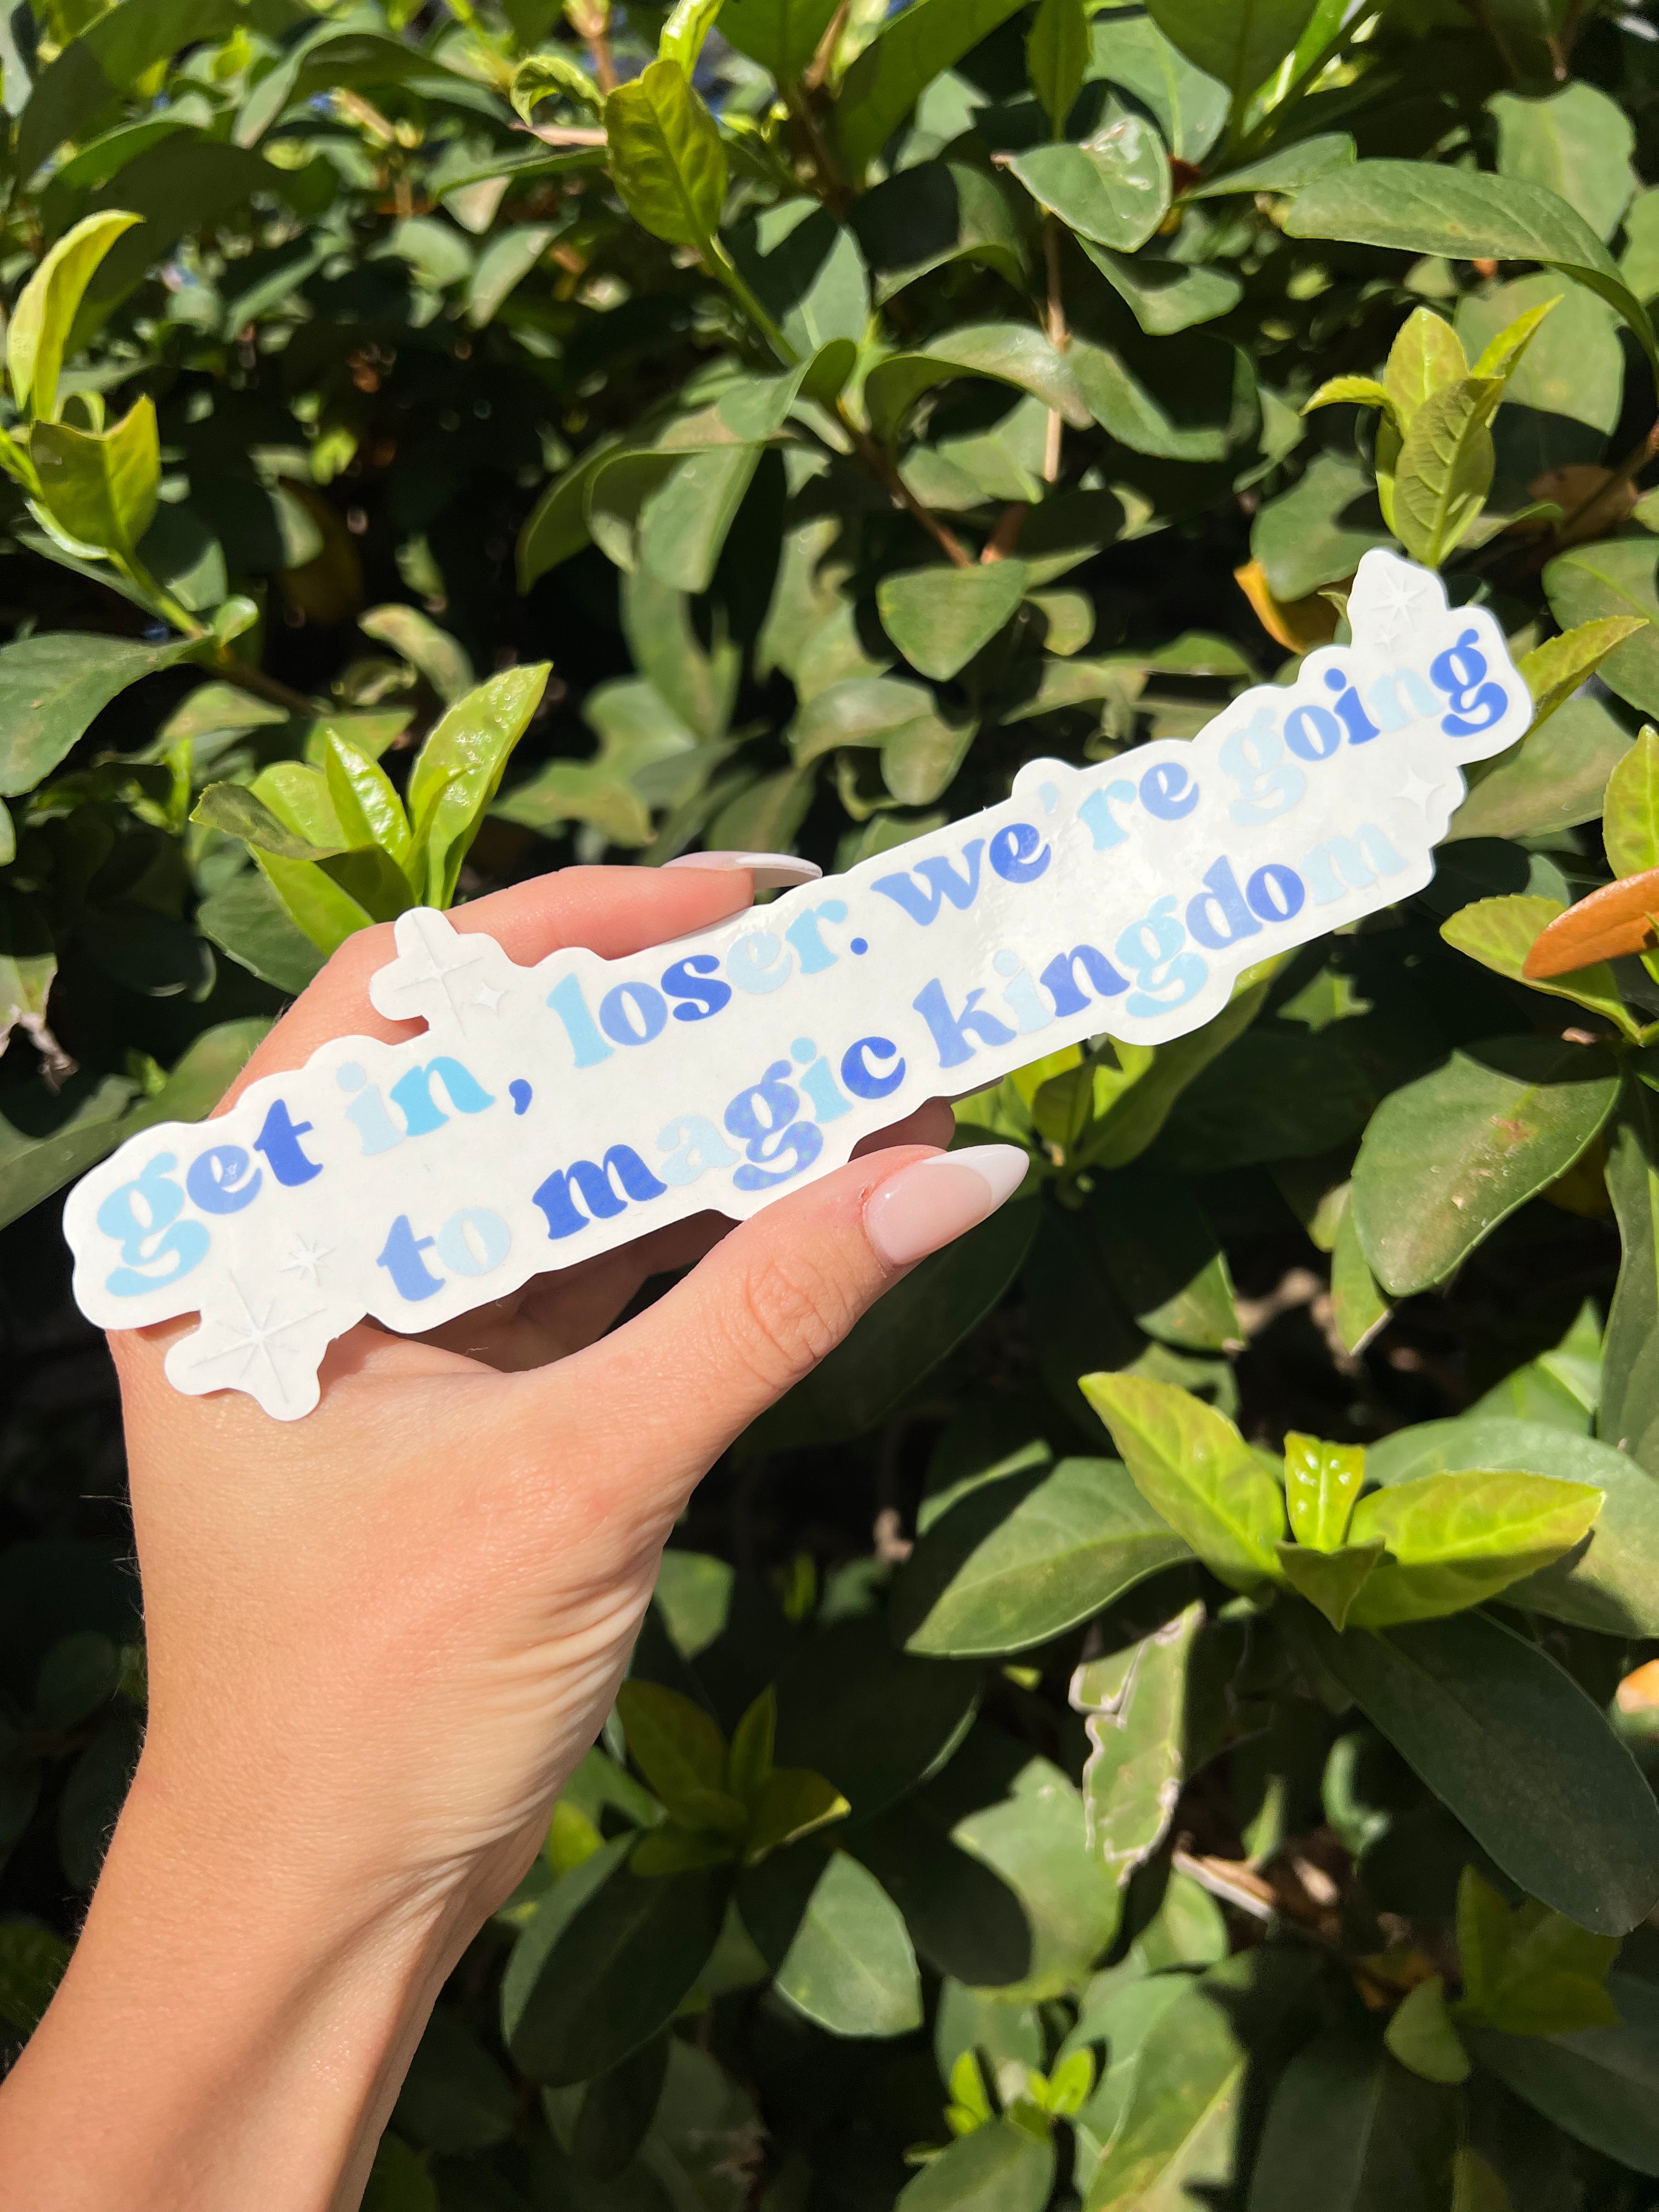 get in, loser. we're going
to magic kingdom